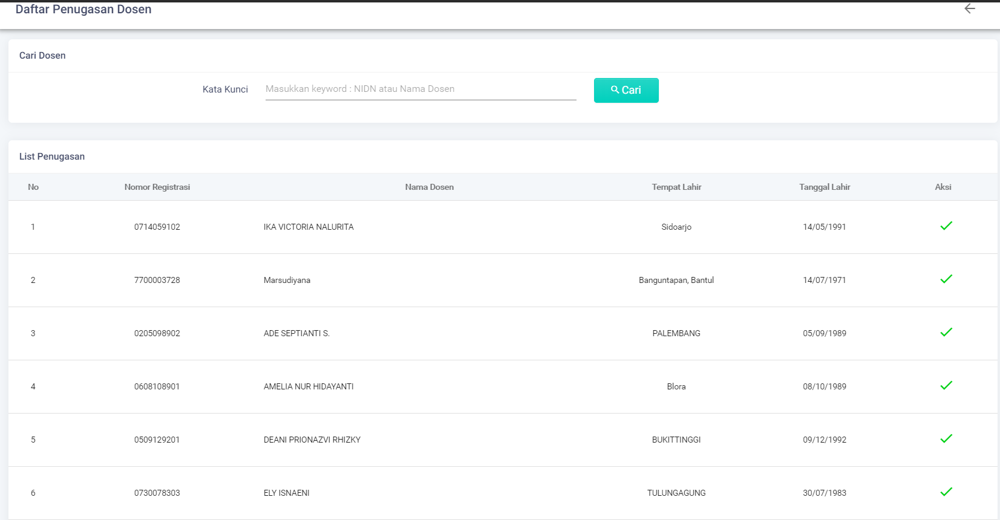 Daftar Penugasan Dosen
Cari Dosen
Kata Kunci Masukkan keyword : NIDN atau Nama Dosen Cari
List Penugasan
No Nomor Registrasi Nama Dosen Tempat Lahir Tanggal Lahir Aksi
1 0714059102 IKA VICTORIA NALURITA Sidoarjo 14/05/1991
2 7700003728 Marsudiyana Banguntapan, Bantul 14/07/1971
3 0205098902 ADE SEPTIANTI S. PALEMBANG 05/09/1989
4 0608108901 AMELIA NUR HIDAYANTI Blora 08/10/1989
5 0509129201 DEANI PRIONAZVI RHIZKY BUKITTINGGI 09/12/1992
6 0730078303 ELY ISNAENI TULUNGAGUNG 30/07/1983